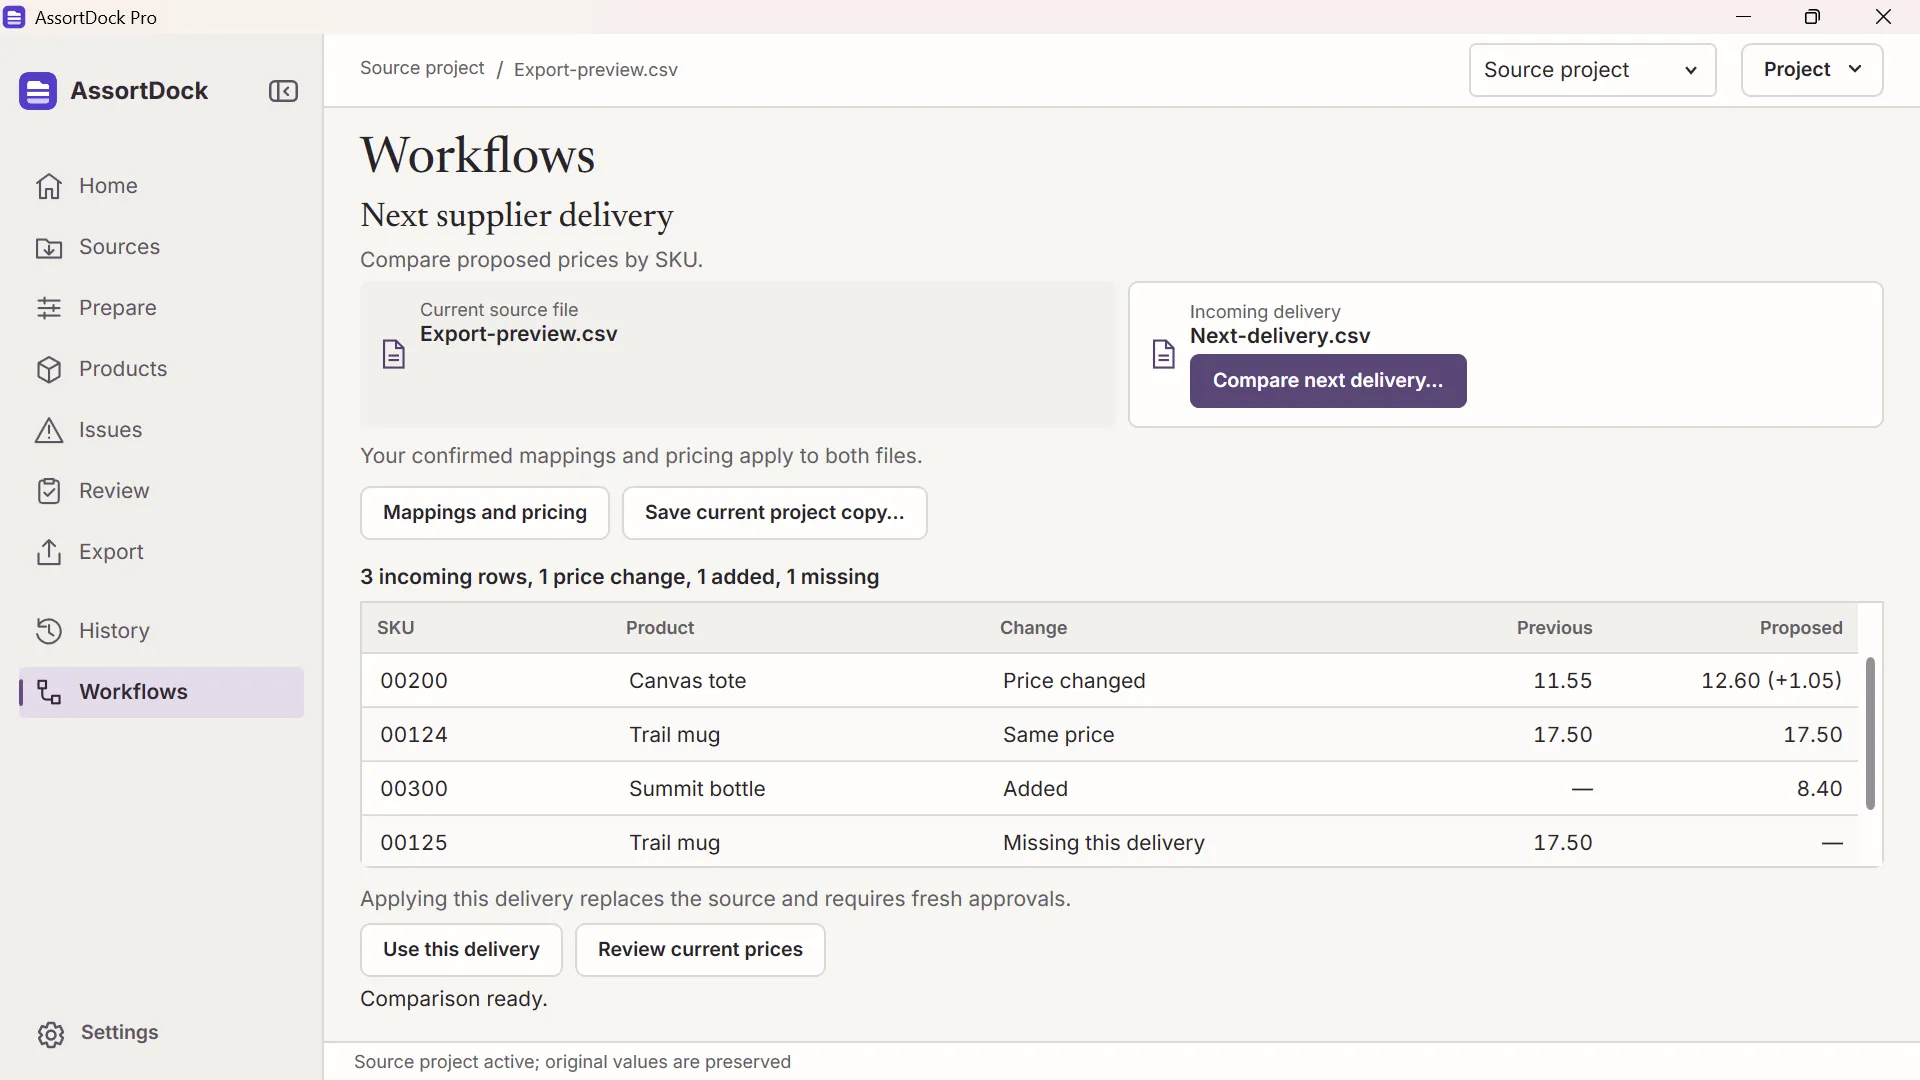 AssortDock Pro
AssortDock
Home
Sources
Prepare
Products
Issues
Review
Export
History
Workflows
Settings
Source project / Export-preview.csv
Source project
Project
Workflows
Next supplier delivery
Compare proposed prices by SKU.
Current source file
Export-preview.csv
Incoming delivery
Next-delivery.csv
Compare next delivery...
Your confirmed mappings and pricing apply to both files.
Mappings and pricing
Save current project copy...
3 incoming rows, 1 price change, 1 added, 1 missing
SKU Product Change Previous Proposed
00200 Canvas tote Price changed 11.55 12.60 (+1.05)
00124 Trail mug Same price 17.50 17.50
00300 Summit bottle Added — 8.40
00125 Trail mug Missing this delivery 17.50 —
Applying this delivery replaces the source and requires fresh approvals.
Use this delivery
Review current prices
Comparison ready.
Source project active; original values are preserved